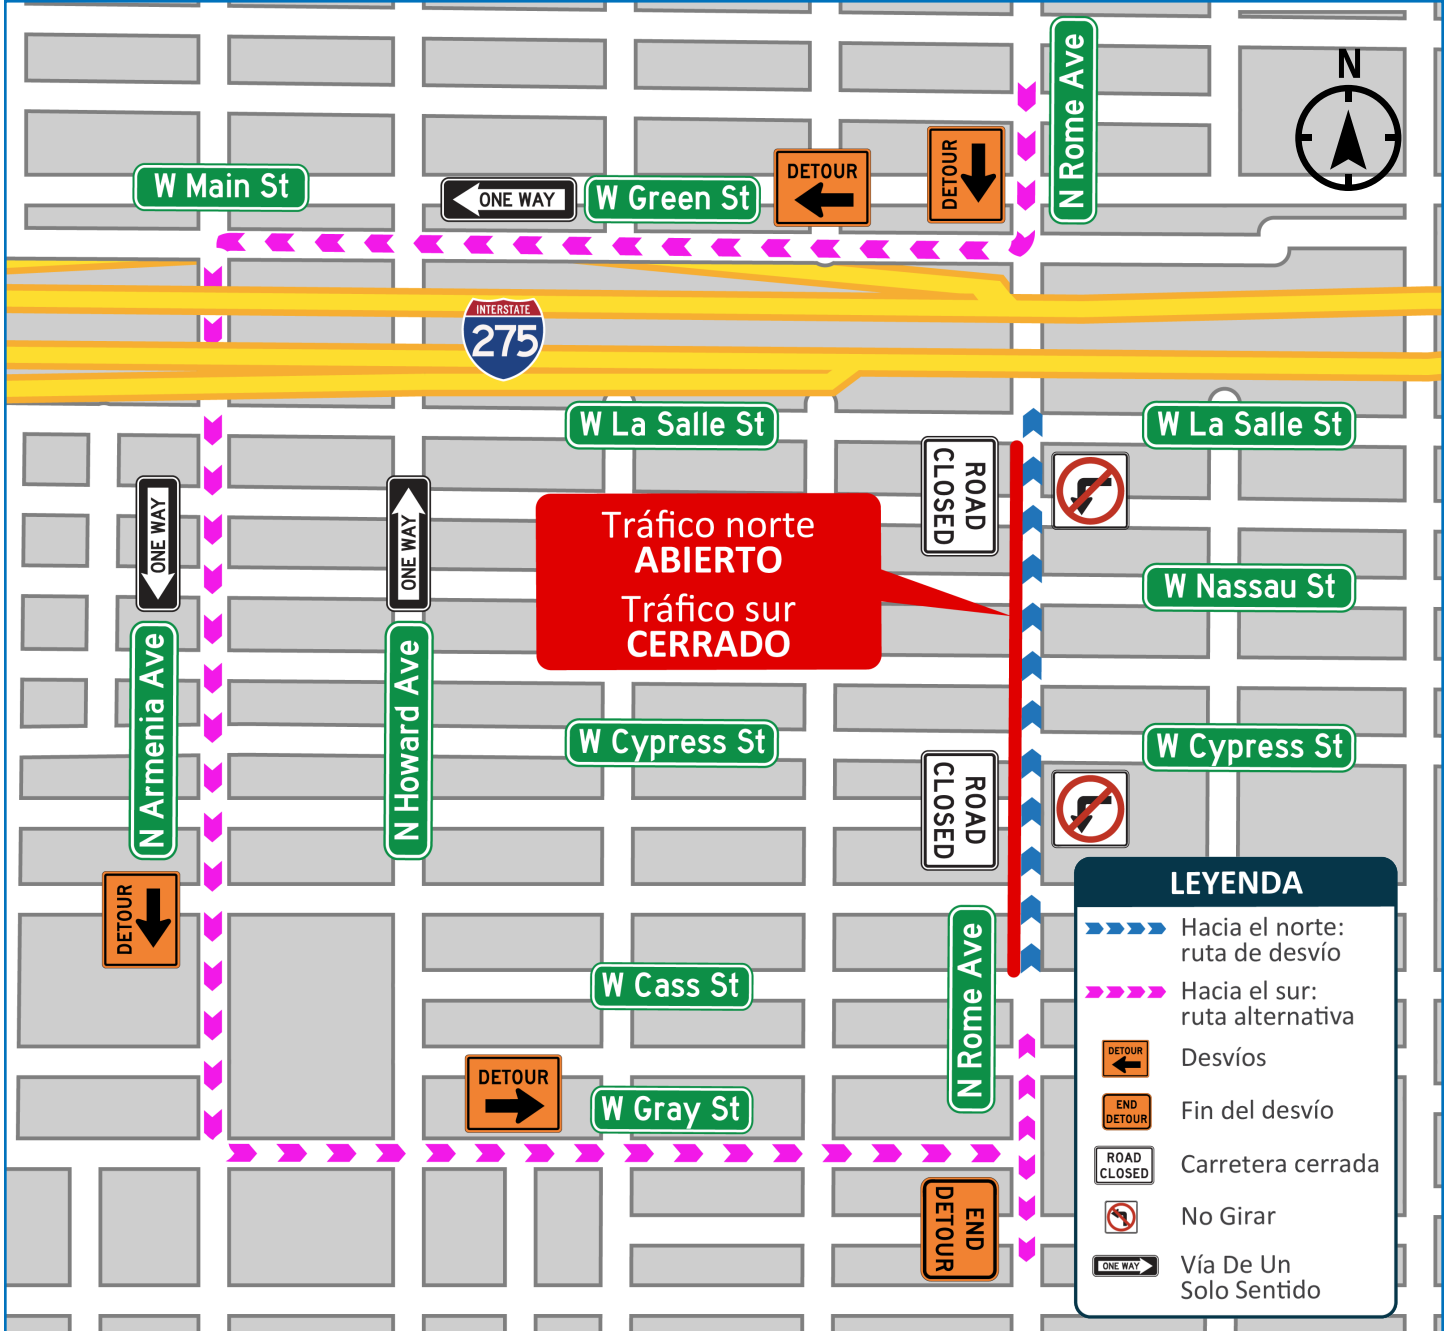 N Rome Ave
N
W Main St
ONE WAY
W Green St
DETOUR
DETOUR
INTERSTATE
275
W La Salle St
W La Salle St
ROAD
CLOSED
ONE WAY
ONE WAY
Tráfico norte
ABIERTO
Tráfico sur
CERRADO
W Nassau St
N Armenia Ave
N Howard Ave
W Cypress St
W Cypress St
ROAD
CLOSED
DETOUR
N Rome Ave
W Cass St
DETOUR
W Gray St
END
DETOUR
LEYENDA
Hacia el norte:
ruta de desvío
Hacia el sur:
ruta alternativa
DETOUR
Desvíos
END
DETOUR
Fin del desvío
ROAD
CLOSED
Carretera cerrada
No Girar
ONE WAY
Vía De Un
Solo Sentido